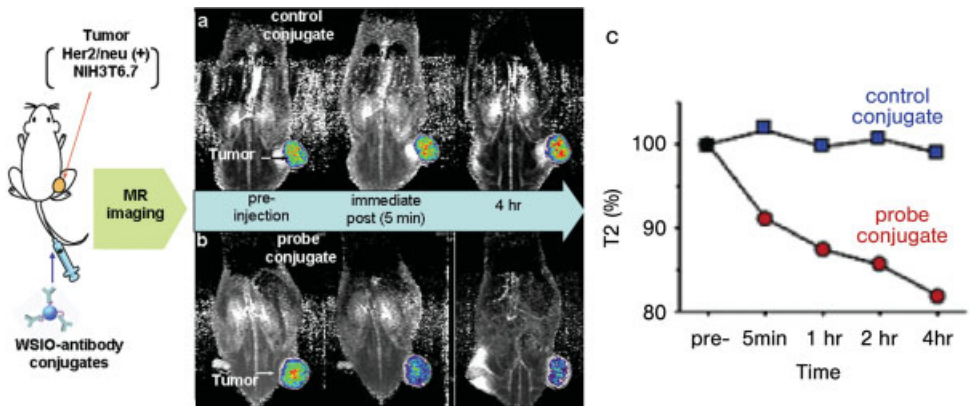 Tumor
Her2/neu (+)
NIH3T6.7
MR
imaging
WSIO-antibody
conjugates
a
control
conjugate
Tumor
pre-
injection
immediate
post (5 min)
4 hr
b
probe
conjugate
Tumor
c
control
conjugate
probe
conjugate
T2 (%)
100
90
80
pre-
5min
1 hr
2 hr
4hr
Time